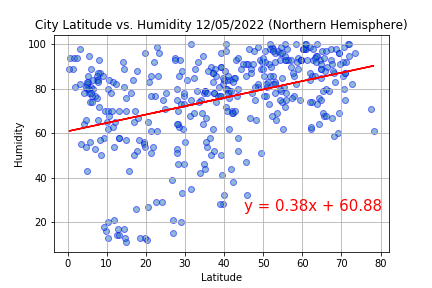 City Latitude vs. Humidity 12/05/2022 (Northern Hemisphere)
100
80
60
40
20
Humidity
y = 0.38x + 60.88
0 10 20 30 40 50 60 70 80
Latitude